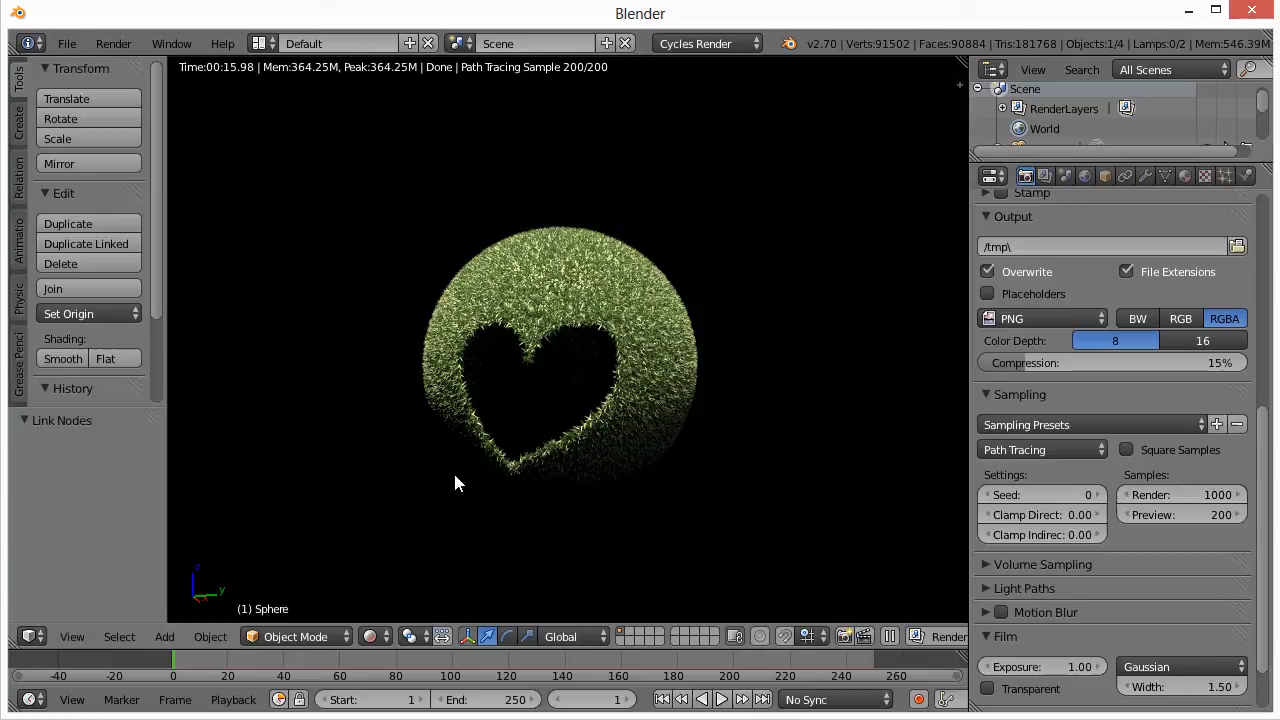 Blender
File Render Window Help Default Scene Cycles Render v2.70 | Verts:91502 | Faces:90884 | Tris:181768 | Objects:1/4 | Lamps:0/2 | Mem:546.39M
Time:00:15.98 | Mem:364.25M, Peak:364.25M | Done | Path Tracing Sample 200/200
Tools
Create
Relation
Animatio
Physic
Grease Penci
Transform
Translate
Rotate
Scale
Mirror
Edit
Duplicate
Duplicate Linked
Delete
Join
Set Origin
Shading:
Smooth Flat
History
Link Nodes
z
y
x
(1) Sphere
View Select Add Object Object Mode Global Render
-40 -20 0 20 40 60 80 100 120 140 160 180 200 220 240 260
View Marker Frame Playback Start: 1 End: 250 1 No Sync
View Search All Scenes
Scene
RenderLayers |
World
Stamp
Output
/tmp\
Overwrite File Extensions
Placeholders
PNG BW RGB RGBA
Color Depth: 8 16
Compression: 15%
Sampling
Sampling Presets
Path Tracing Square Samples
Settings: Samples:
Seed: 0 Render: 1000
Clamp Direct: 0.00 Preview: 200
Clamp Indirec: 0.00
Volume Sampling
Light Paths
Motion Blur
Film
Exposure: 1.00 Gaussian
Transparent Width: 1.50